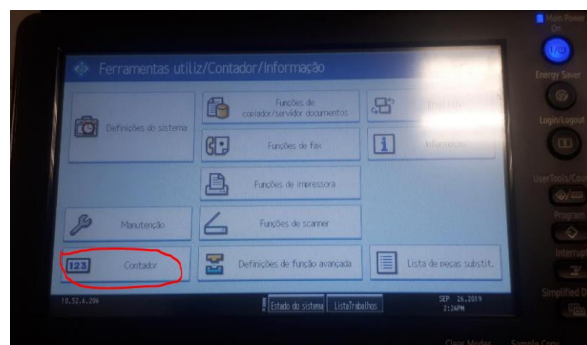 Main Power
On
Ferramentas utiliz/Contador/Informação
Energy Saver
Definições do sistema
Funções de
copiador/servidor documentos
Login/Logout
Funções de fax
Informação
Funções de impressora
Manutenção
Funções de scanner
123
Contador
Definições de função avançada
Lista de peças substit.
10.52.6.206
Estado do sistema
ListaTrabalhos
SEP 26,2019
2:26PM
User Tools/Cou
Program
Interrupt
Simplified D
Clear Modes
Sample Copy